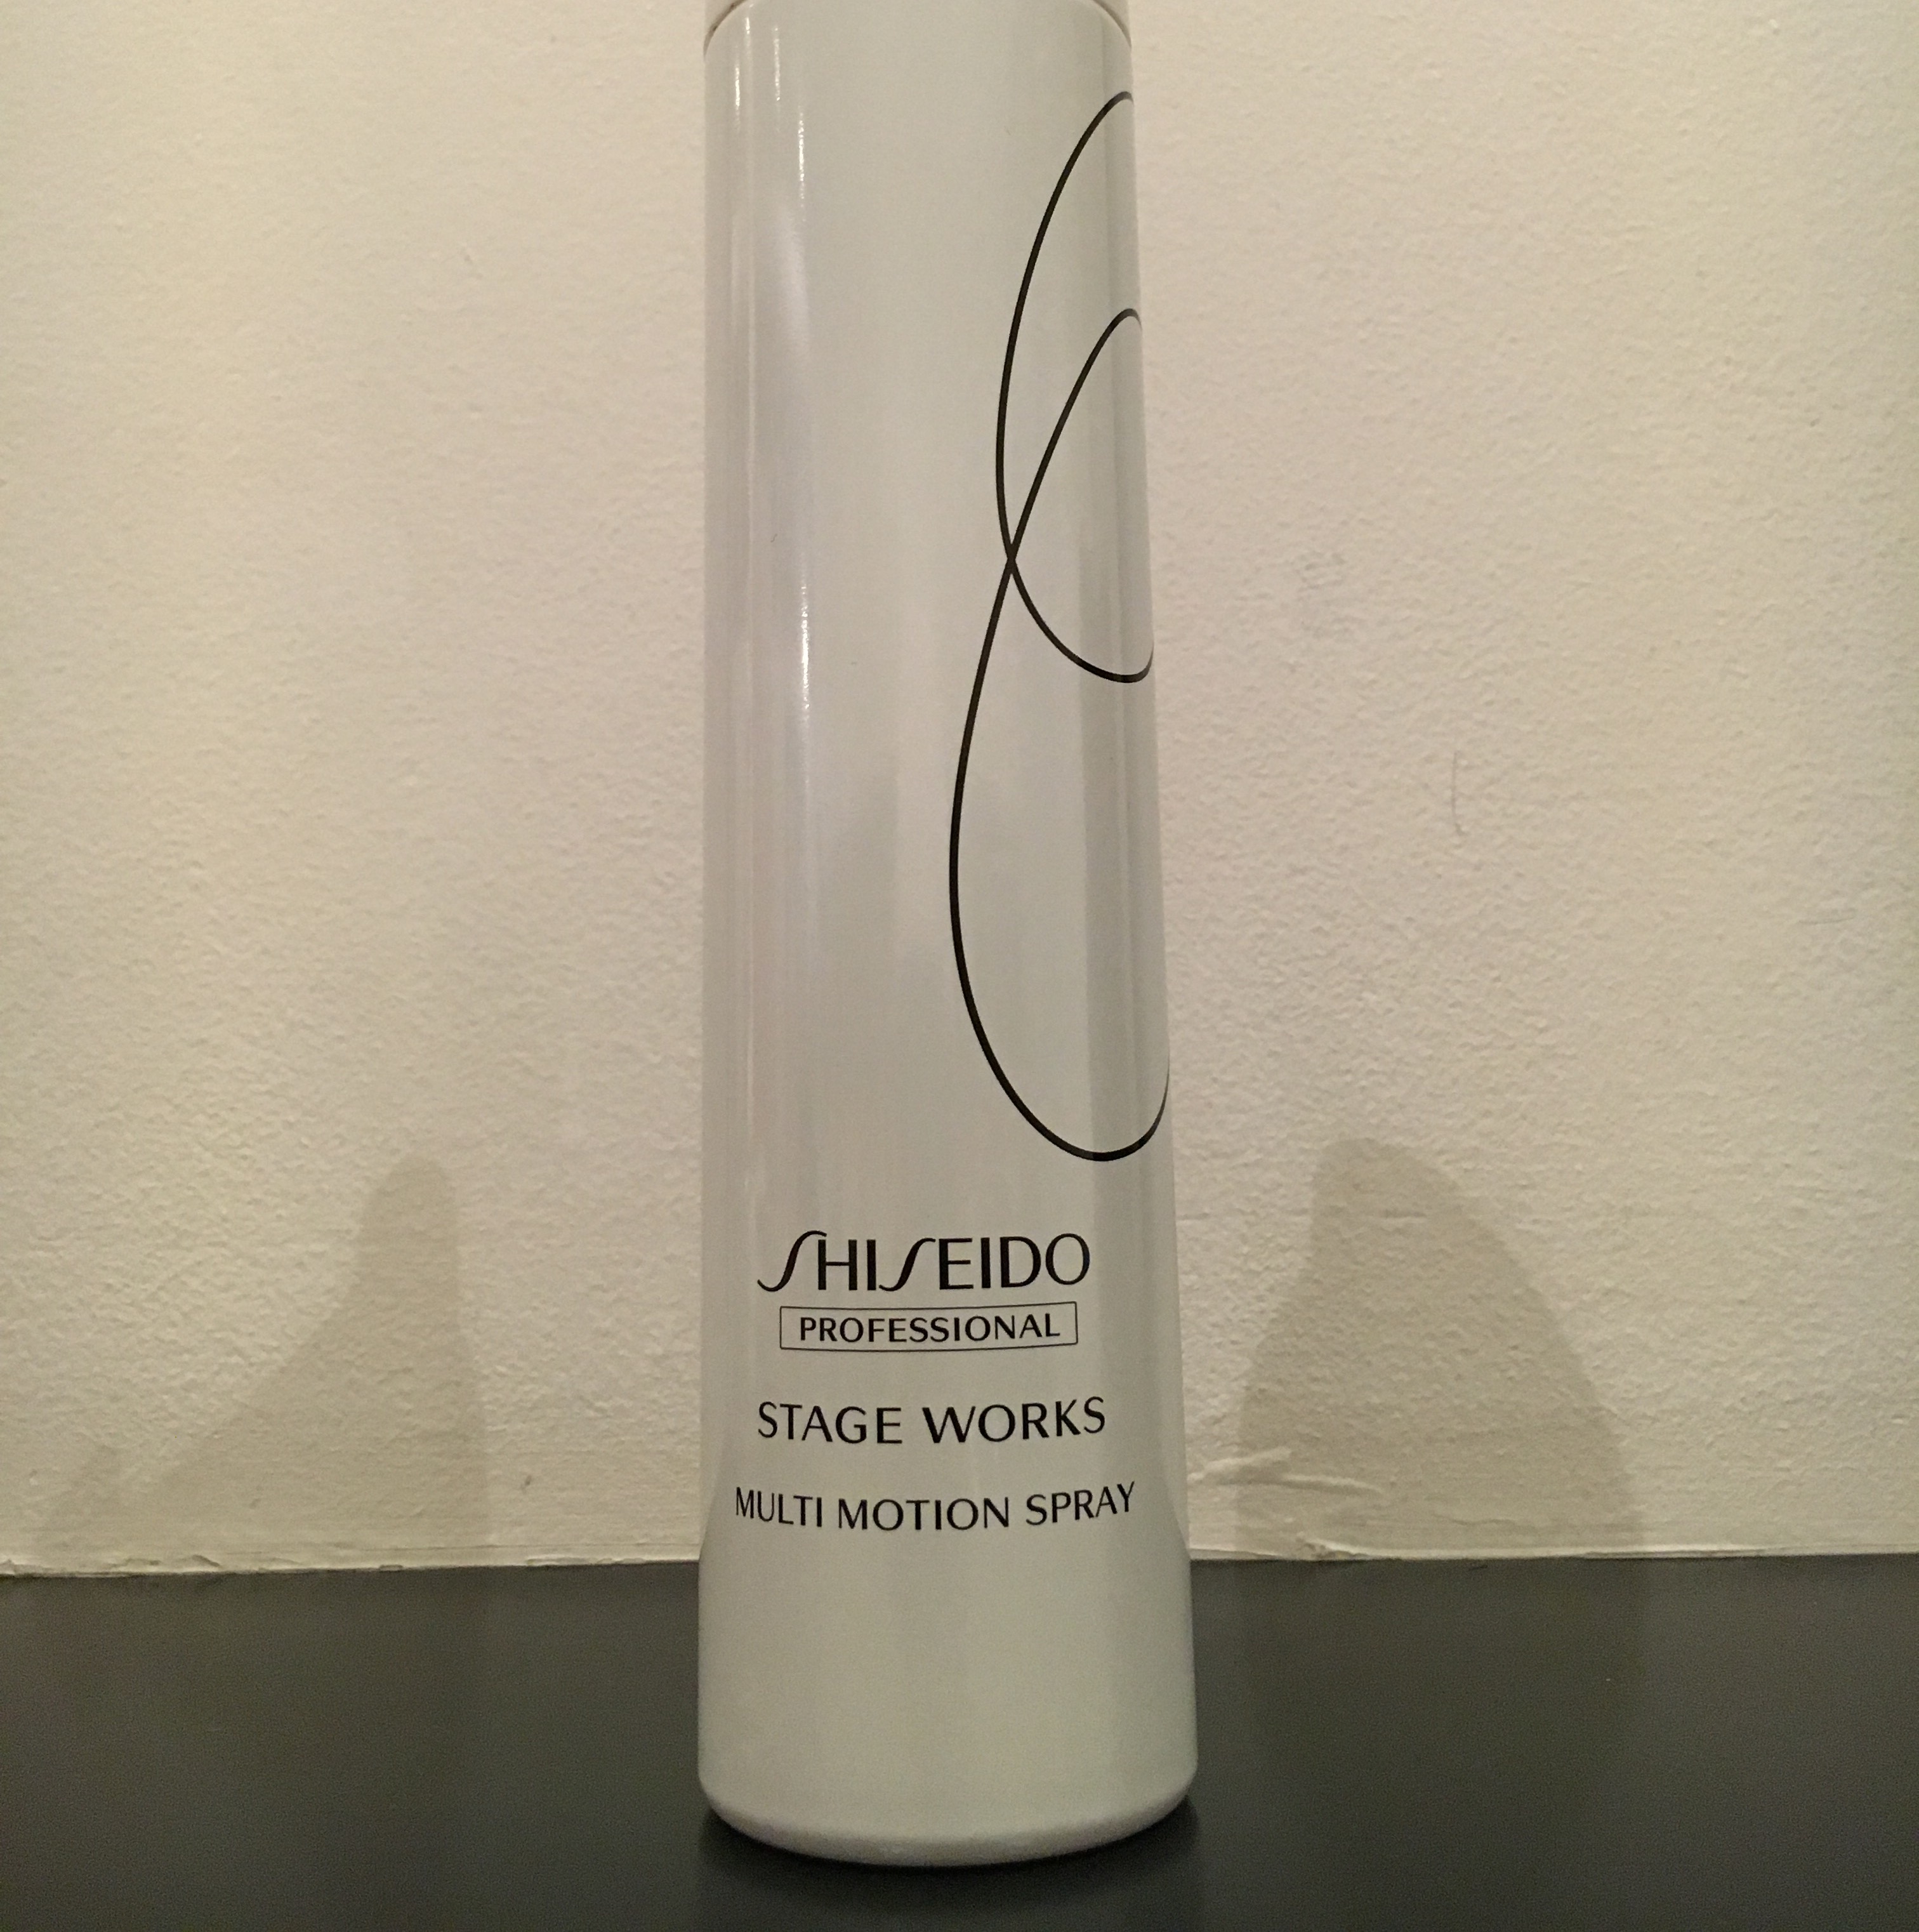 SHISEIDO
PROFESSIONAL
STAGE WORKS
MULTI MOTION SPRAY